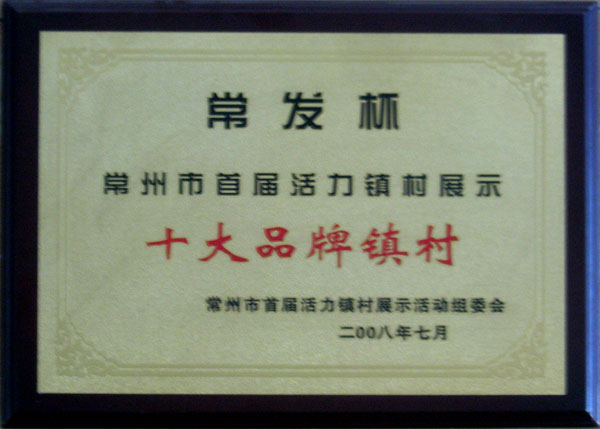 常发杯
常州市首届活力镇村展示
十大品牌镇村
常州市首届活力镇村展示活动组委会
二00八年七月